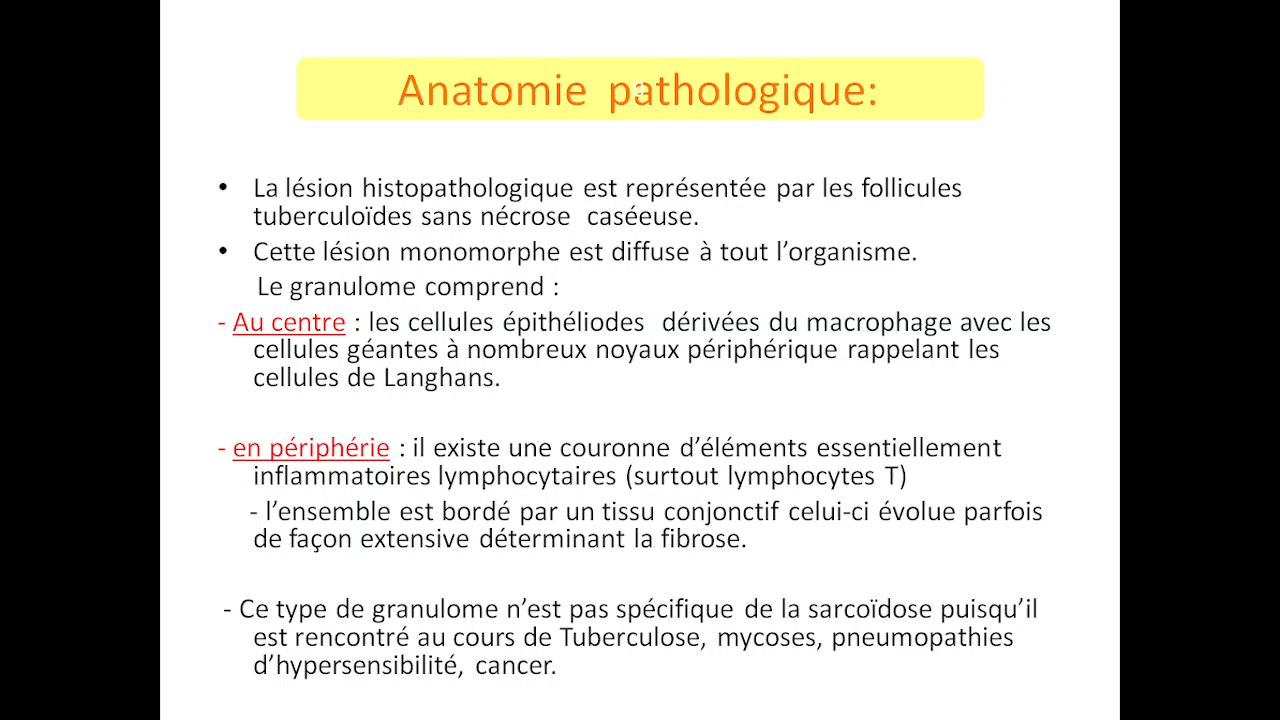 Anatomie pathologique:
• La lésion histopathologique est représentée par les follicules
tuberculoïdes sans nécrose caséeuse.
• Cette lésion monomorphe est diffuse à tout l’organisme.
Le granulome comprend :
- Au centre : les cellules épithéliodes dérivées du macrophage avec les
cellules géantes à nombreux noyaux périphérique rappelant les
cellules de Langhans.
- en périphérie : il existe une couronne d’éléments essentiellement
inflammatoires lymphocytaires (surtout lymphocytes T)
- l’ensemble est bordé par un tissu conjonctif celui-ci évolue parfois
de façon extensive déterminant la fibrose.
- Ce type de granulome n’est pas spécifique de la sarcoïdose puisqu’il
est rencontré au cours de Tuberculose, mycoses, pneumopathies
d’hypersensibilité, cancer.